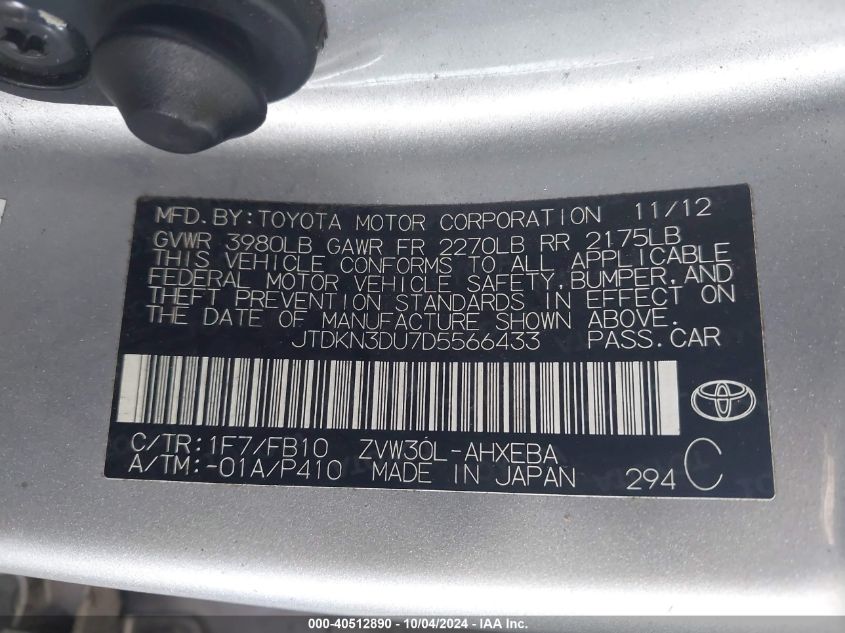 MFD.BY:TOYOTA MOTOR CORPORATION 11/12
GVWR 3980LB GAWR FR 2270LB RR 2175LB
THIS VEHICLE CONFORMS TO ALL APPLICABLE
FEDERAL MOTOR VEHICLE SAFETY,BUMPER,AND
THEFT PREVENTION STANDARDS IN EFFECT ON
THE DATE OF MANUFACTURE SHOWN ABOVE.
JTDKN3DU7D5566433 PASS.CAR
C/TR:1F7/FB10 ZVW30L-AHXEBA
A/TM:-01A/P410 MADE IN JAPAN 294 C
000-40512890 - 10/04/2024 - IAA Inc.